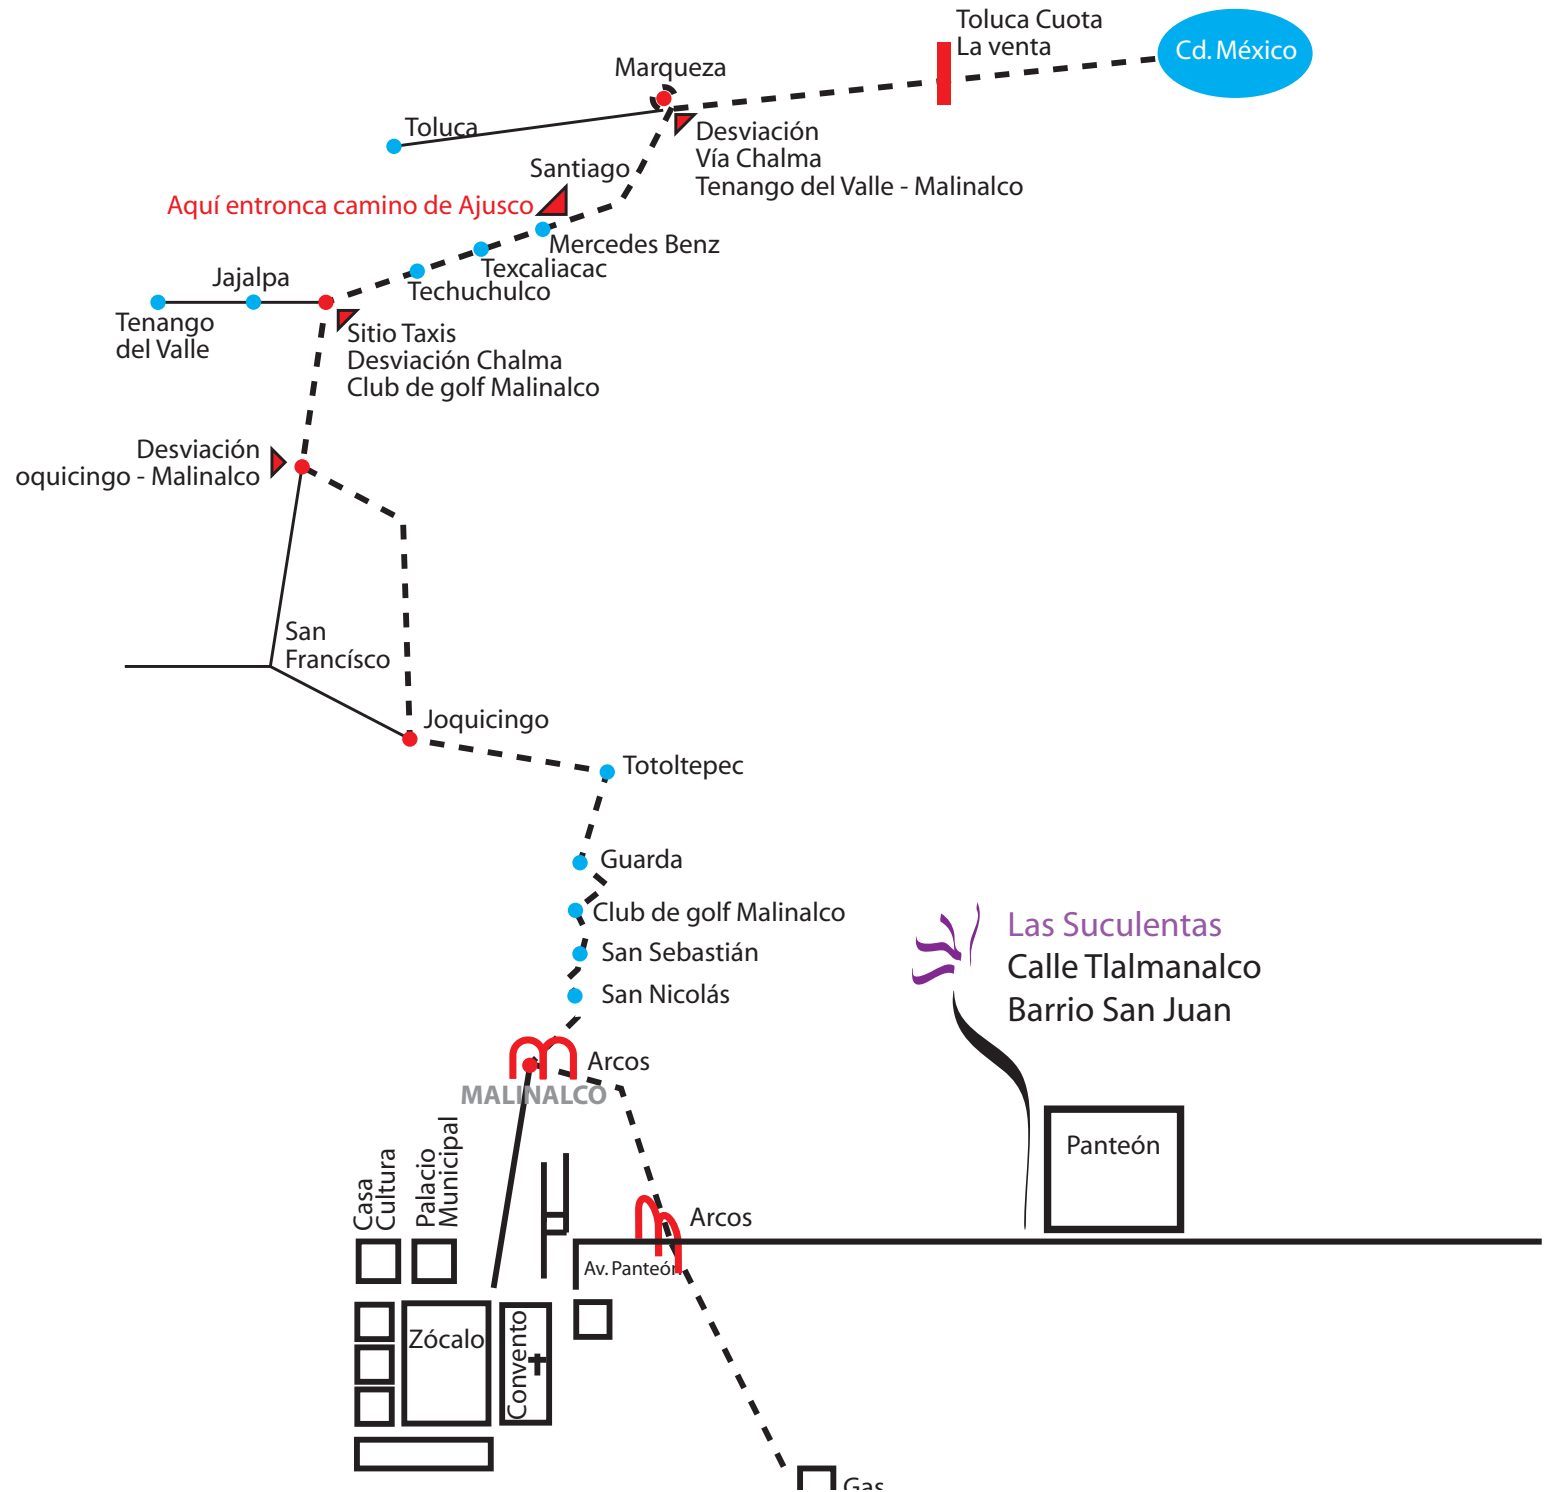 Toluca Cuota
La venta
Cd. México
Marqueza
Toluca
Desviación
Vía Chalma
Tenango del Valle - Malinalco
Santiago
Aquí entronca camino de Ajusco
Mercedes Benz
Texcaliacac
Techuchulco
Jajalpa
Tenango
del Valle
Sitio Taxis
Desviación Chalma
Club de golf Malinalco
Desviación
oquicingo - Malinalco
San
Francísco
Joquicingo
Totoltepec
Guarda
Club de golf Malinalco
San Sebastián
San Nicolás
Las Suculentas
Calle Tlalmanalco
Barrio San Juan
Arcos
MALINALCO
Panteón
Casa
Cultura
Palacio
Municipal
Arcos
Av. Panteón
Zócalo
Convento
Gas